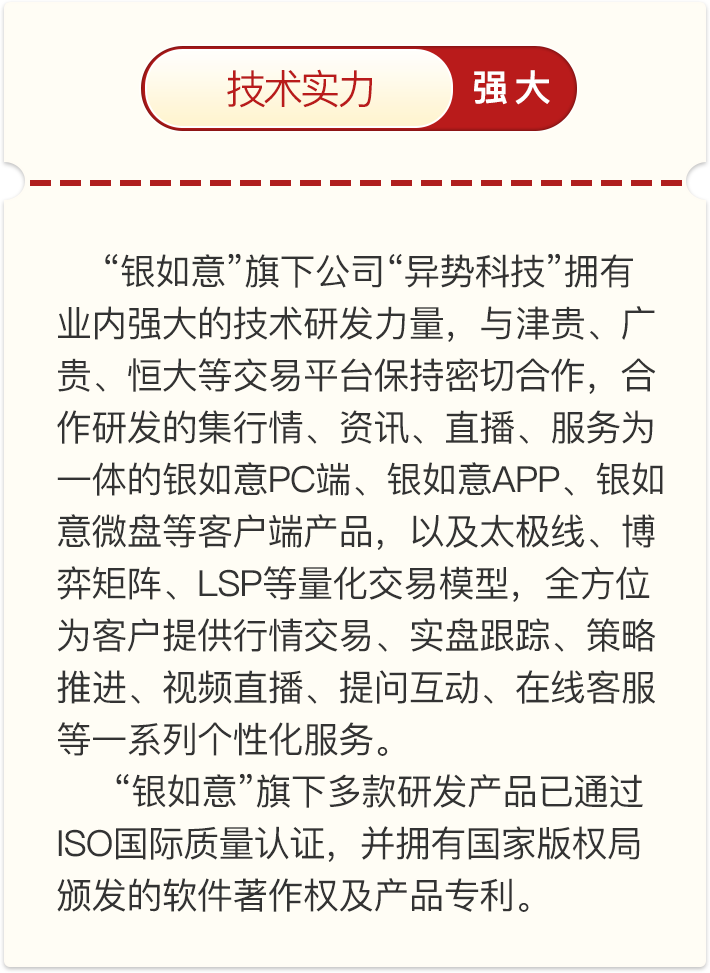 技术实力 强大
“银如意”旗下公司“异势科技”拥有
业内强大的技术研发力量，与津贵、广
贵、恒大等交易平台保持密切合作，合
作研发的集行情、资讯、直播、服务为
一体的银如意PC端、银如意APP、银如
意微盘等客户端产品，以及太极线、博
弈矩阵、LSP等量化交易模型，全方位
为客户提供行情交易、实盘跟踪、策略
推进、视频直播、提问互动、在线客服
等一系列个性化服务。
“银如意”旗下多款研发产品已通过
ISO国际质量认证，并拥有国家版权局
颁发的软件著作权及产品专利。